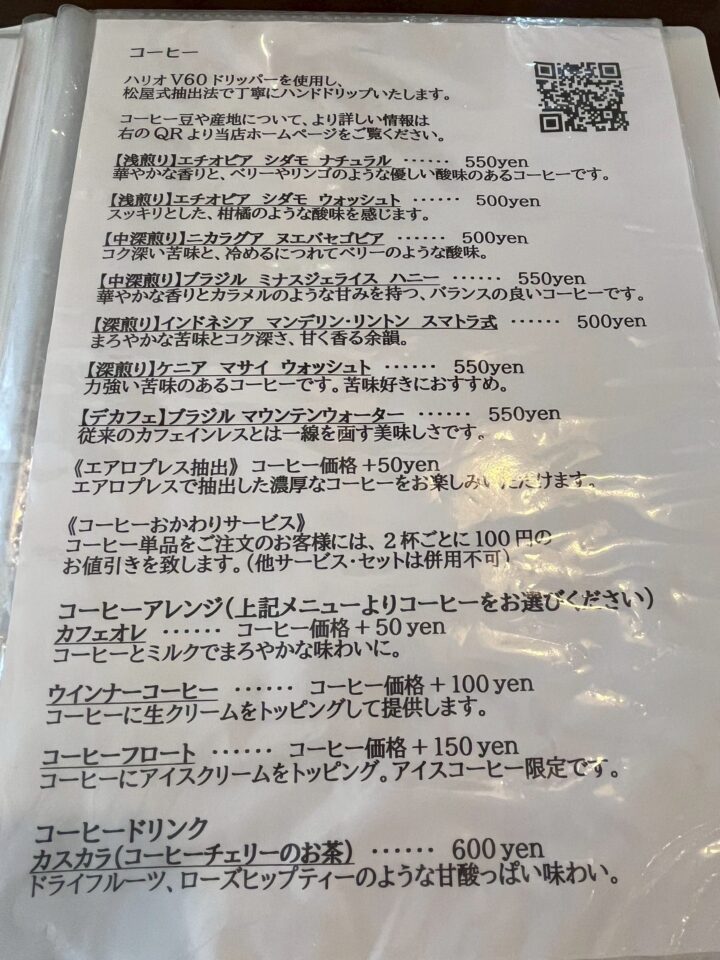 コーヒー
ハリオV60ドリッパーを使用し、
松屋式抽出法で丁寧にハンドドリップいたします。
コーヒー豆や産地について、より詳しい情報は
右のQRより当店ホームページをご覧ください。
【浅煎り】エチオピア シダモ ナチュラル ‥‥‥ 550yen
華やかな香りと、ベリーやリンゴのような優しい酸味のあるコーヒーです。
【浅煎り】エチオピア シダモ ウォッシュト ‥‥‥ 500yen
スッキリとした、柑橘のような酸味を感じます。
【中深煎り】ニカラグア ヌエバセゴビア ‥‥‥ 500yen
コク深い苦味と、冷めるにつれてベリーのような酸味。
【中深煎り】ブラジル ミナスジェライス ハニー ‥‥‥ 550yen
華やかな香りとカラメルのような甘みを持つ、バランスの良いコーヒーです。
【深煎り】インドネシア マンデリン・リントン スマトラ式 ‥‥‥ 500yen
まろやかな苦味とコク深さ、甘く香る余韻。
【深煎り】ケニア マサイ ウォッシュト ‥‥‥ 550yen
力強い苦味のあるコーヒーです。苦味好きにおすすめ。
【デカフェ】ブラジル マウンテンウォーター ‥‥‥ 550yen
従来のカフェインレスとは一線を画す美味しさです。
《エアロプレス抽出》 コーヒー価格+50yen
エアロプレスで抽出した濃厚なコーヒーをお楽しみいただけます。
《コーヒーおかわりサービス》
コーヒー単品をご注文のお客様には、2杯ごとに100円の
お値引きを致します。(他サービス・セットは併用不可)
コーヒーアレンジ(上記メニューよりコーヒーをお選びください)
カフェオレ ‥‥‥ コーヒー価格+50yen
コーヒーとミルクでまろやかな味わいに。
ウインナーコーヒー ‥‥‥ コーヒー価格+100yen
コーヒーに生クリームをトッピングして提供します。
コーヒーフロート ‥‥‥ コーヒー価格+150yen
コーヒーにアイスクリームをトッピング。アイスコーヒー限定です。
コーヒードリンク
カスカラ(コーヒーチェリーのお茶) ‥‥‥ 600yen
ドライフルーツ、ローズヒップティーのような甘酸っぱい味わい。